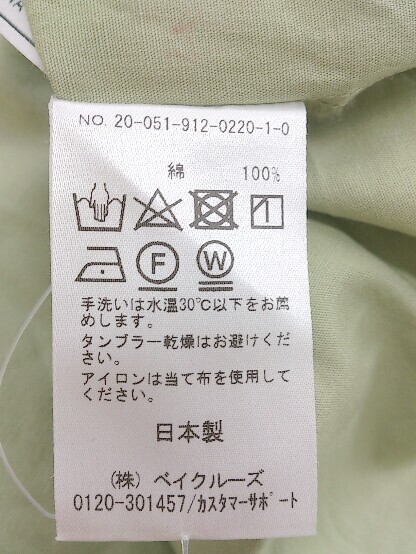 NO. 20-051-912-0220-1-0
綿 100%
F W
手洗いは水温30℃以下をお薦
めします。
タンブラー乾燥はお避けくだ
さい。
アイロンは当て布を使用して
ください。
日本製
(株) ベイクルーズ
0120-301457/カスタマーサポート